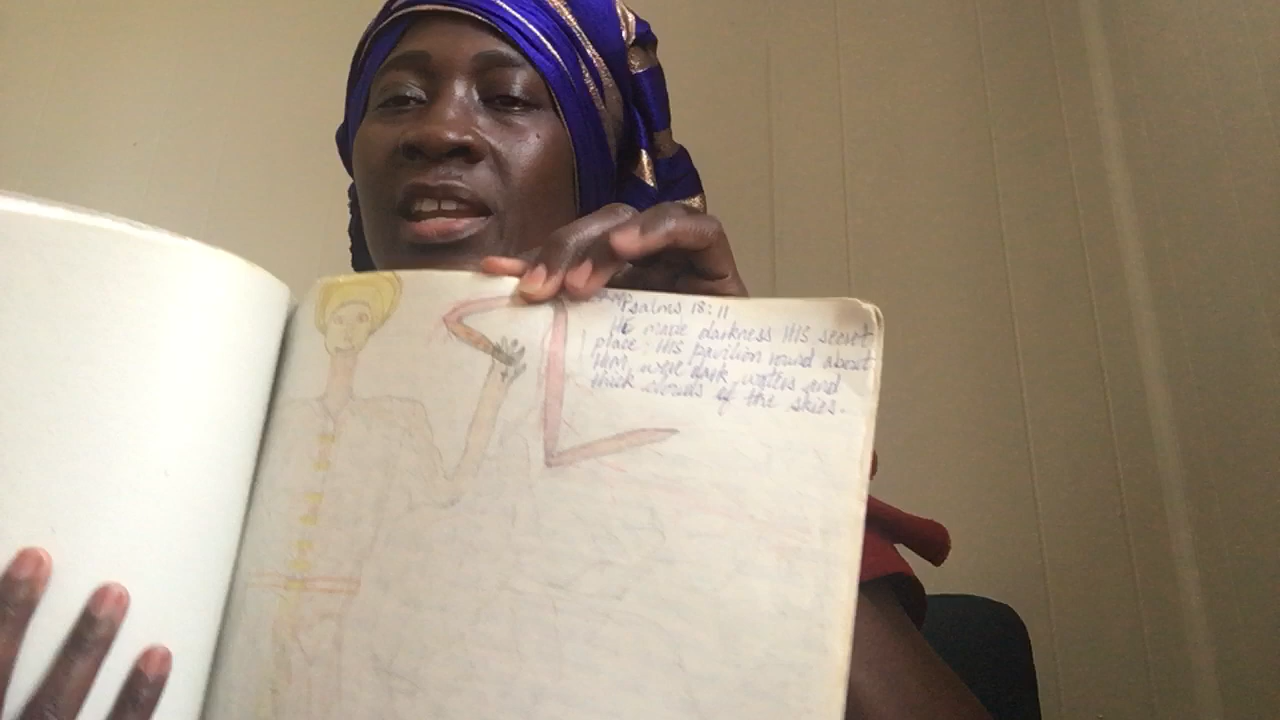 Psalms 18:11
HE made darkness HIS secret
place: HIS pavilion round about
HIM were dark waters and
thick clouds of the skies.